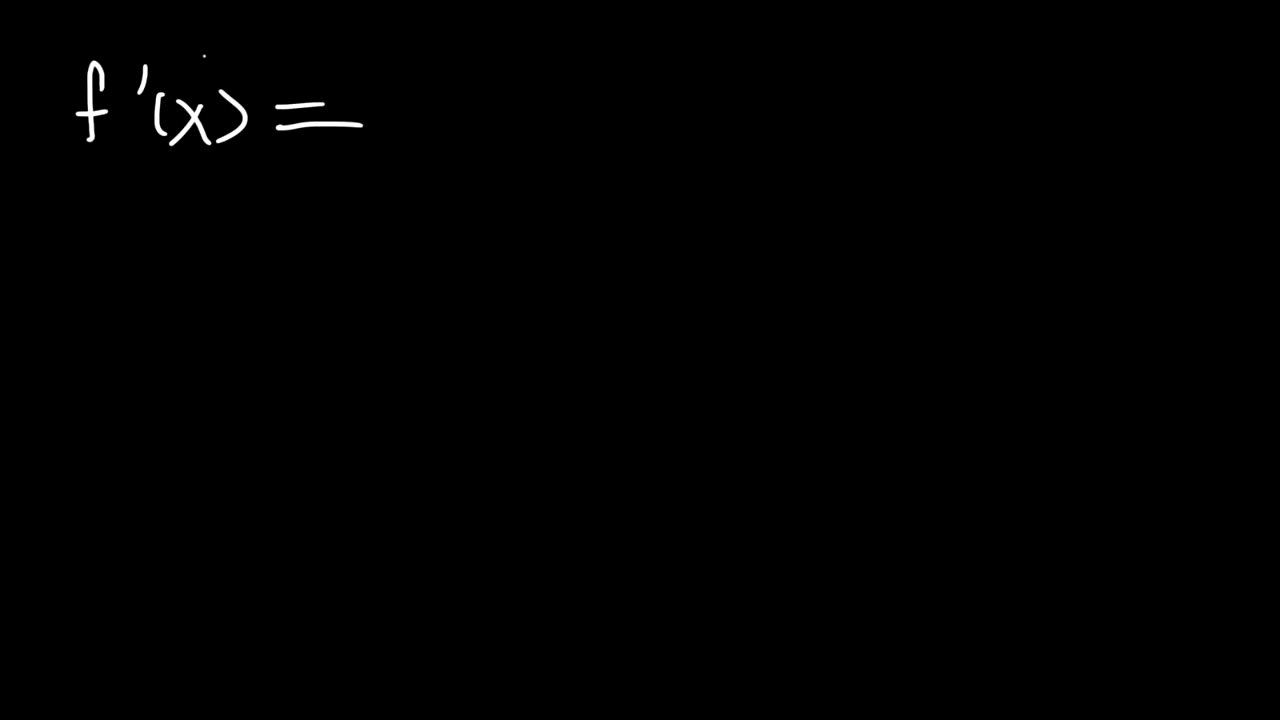 f'(x) =